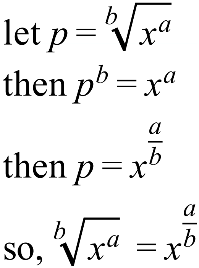 let p = ᵇ√xᵃ
then pᵇ = xᵃ
then p = x^(a/b)
so, ᵇ√xᵃ = x^(a/b)